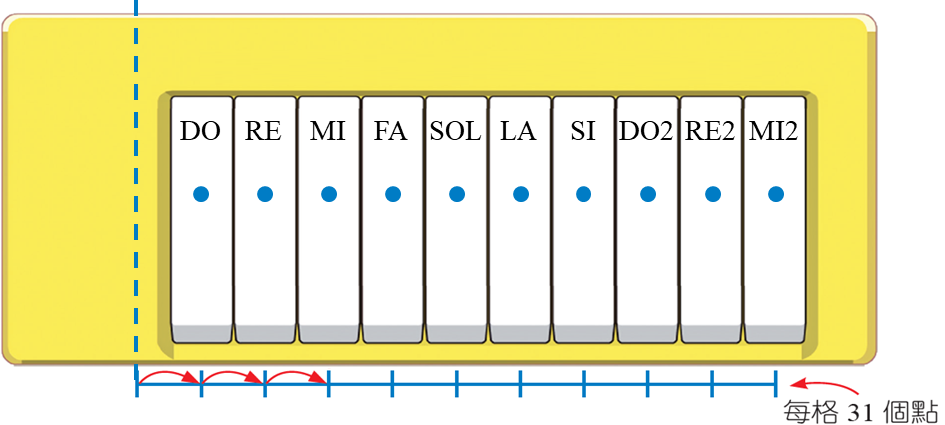 DO RE MI FA SOL LA SI DO2 RE2 MI2
每格 31 個點